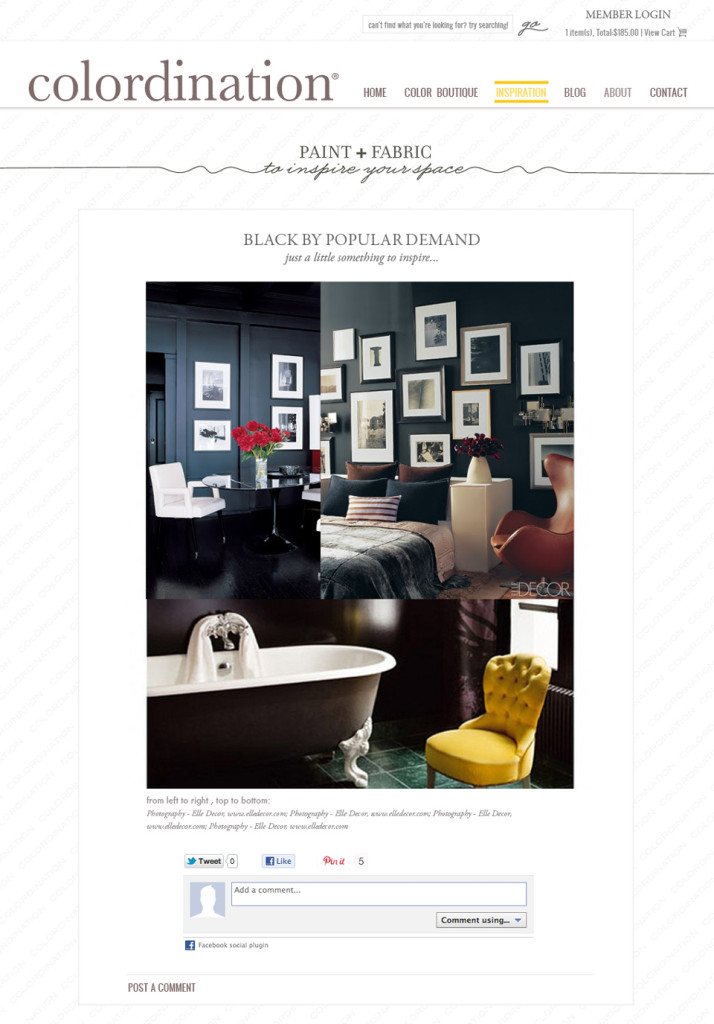 can't find what you're looking for? try searching!
go
MEMBER LOGIN
1 item(s), Total:$185.00 | View Cart
colordination®
HOME COLOR BOUTIQUE INSPIRATION BLOG ABOUT CONTACT
PAINT + FABRIC
to inspire your space
BLACK BY POPULAR DEMAND
just a little something to inspire...
DECOR
from left to right , top to bottom:
Photography - Elle Decor, www.elledecor.com; Photography - Elle Decor, www.elledecor.com; Photography - Elle Decor,
www.elledecor.com; Photography - Elle Decor, www.elledecor.com
Tweet 0 Like Pin it 5
Add a comment...
Comment using...
Facebook social plugin
POST A COMMENT